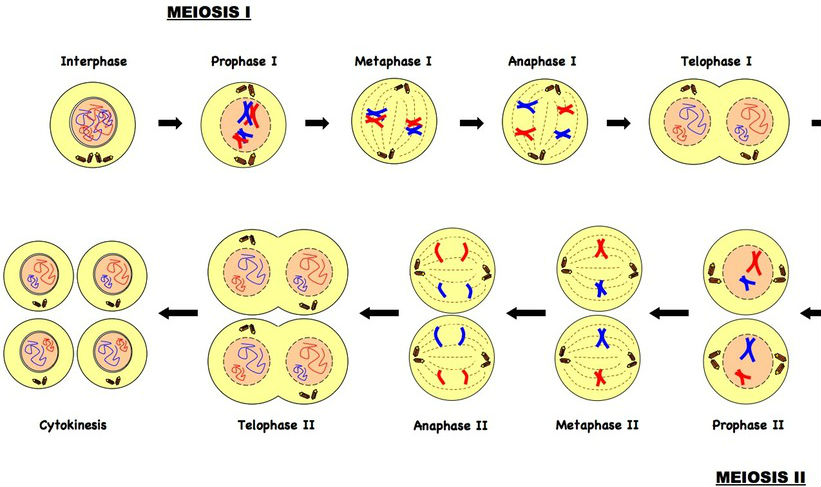 MEIOSIS I
Interphase
Prophase I
Metaphase I
Anaphase I
Telophase I
Cytokinesis
Telophase II
Anaphase II
Metaphase II
Prophase II
MEIOSIS II